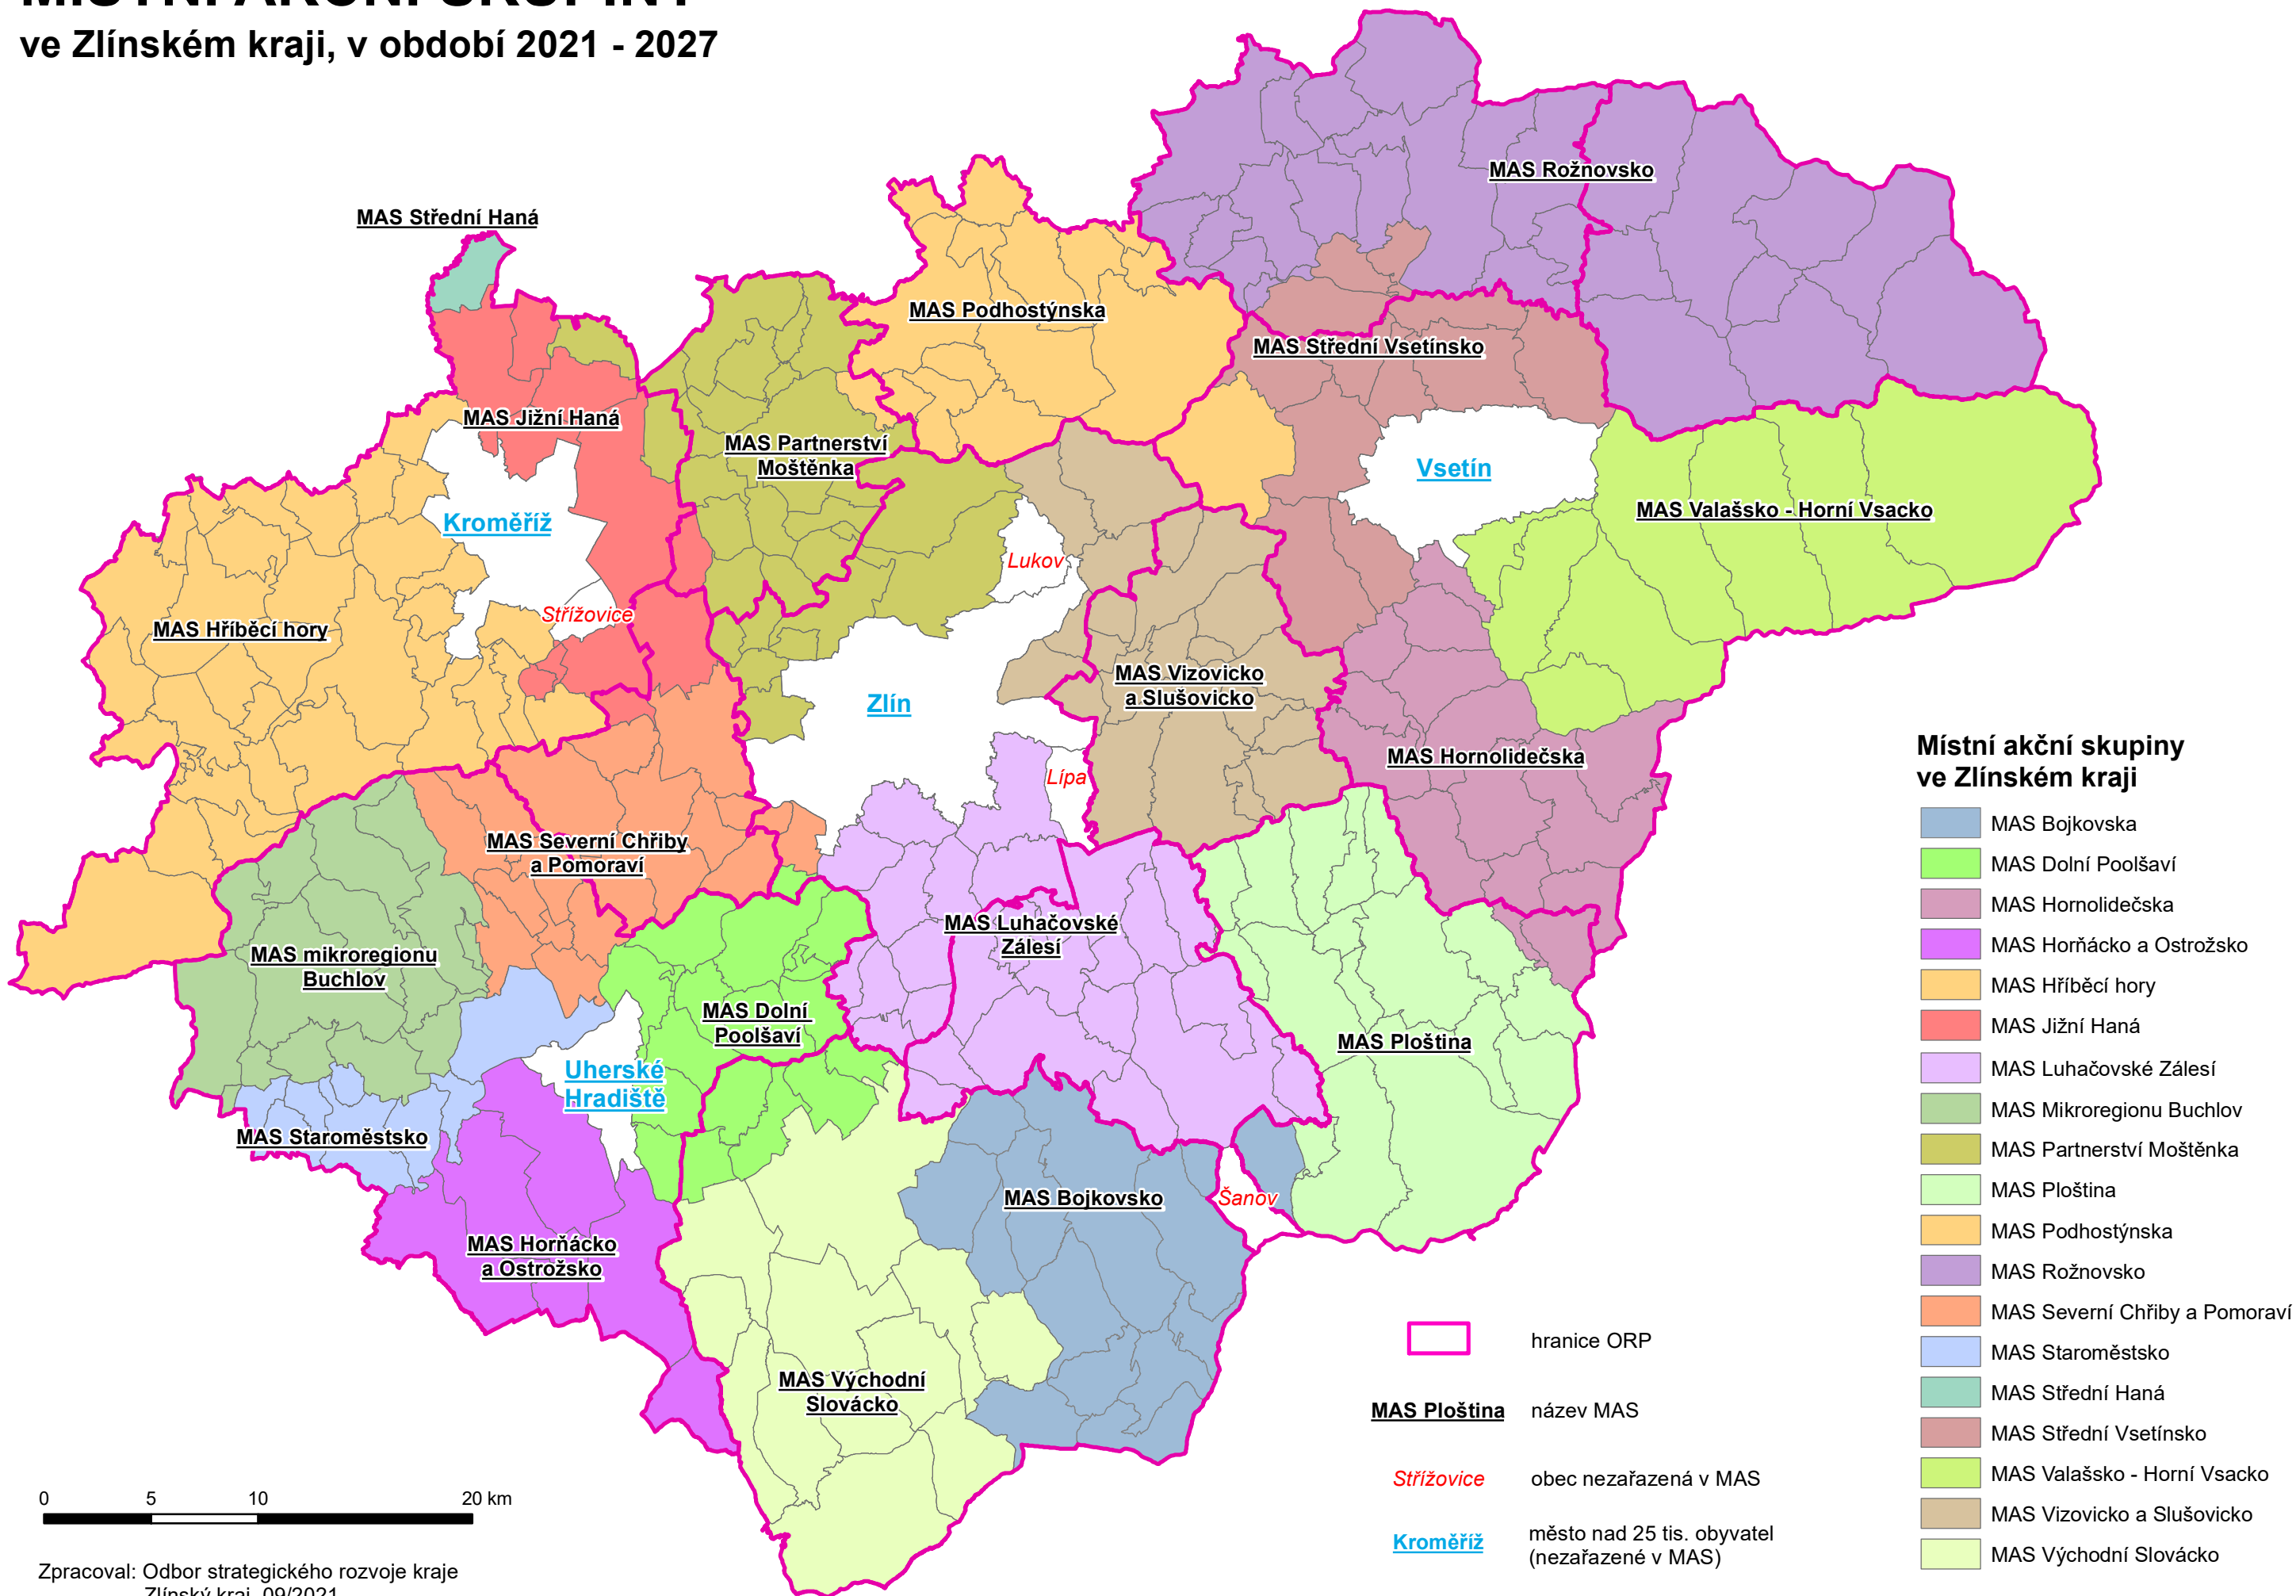 MÍSTNÍ AKČNÍ SKUPINY
ve Zlínském kraji, v období 2021 - 2027
MAS Rožnovsko
MAS Střední Haná
MAS Podhostýnska
MAS Střední Vsetínsko
MAS Jižní Haná
MAS Partnerství
Moštěnka
Vsetín
MAS Valašsko - Horní Vsacko
Kroměříž
Lukov
Střížovice
MAS Hříběcí hory
MAS Vizovicko
a Slušovicko
Zlín
MAS Hornolidečska
Lípa
MAS Severní Chřiby
a Pomoraví
MAS Luhačovské
Zálesí
MAS mikroregionu
Buchlov
MAS Dolní
Poolšaví
MAS Ploština
Uherské
Hradiště
MAS Staroměstsko
MAS Bojkovsko
Šanov
MAS Horňácko
a Ostrožsko
MAS Východní
Slovácko
Místní akční skupiny
ve Zlínském kraji
MAS Bojkovska
MAS Dolní Poolšaví
MAS Hornolidečska
MAS Horňácko a Ostrožsko
MAS Hříběcí hory
MAS Jižní Haná
MAS Luhačovské Zálesí
MAS Mikroregionu Buchlov
MAS Partnerství Moštěnka
MAS Ploština
MAS Podhostýnska
MAS Rožnovsko
MAS Severní Chřiby a Pomoraví
MAS Staroměstsko
MAS Střední Haná
MAS Střední Vsetínsko
MAS Valašsko - Horní Vsacko
MAS Vizovicko a Slušovicko
MAS Východní Slovácko
hranice ORP
MAS Ploština název MAS
Střížovice obec nezařazená v MAS
Kroměříž město nad 25 tis. obyvatel
(nezařazené v MAS)
0 5 10 20 km
Zpracoval: Odbor strategického rozvoje kraje
Zlínský kraj, 09/2021